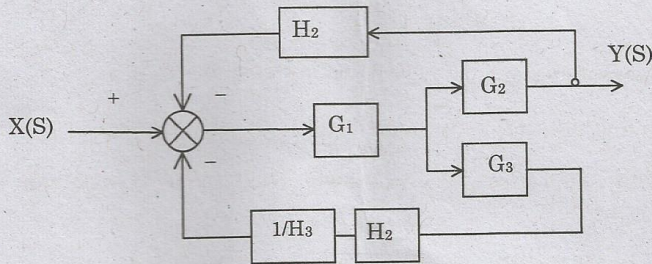 H₂
Y(S)
+
−
G₂
X(S)
G₁
−
G₃
1/H₃
H₂